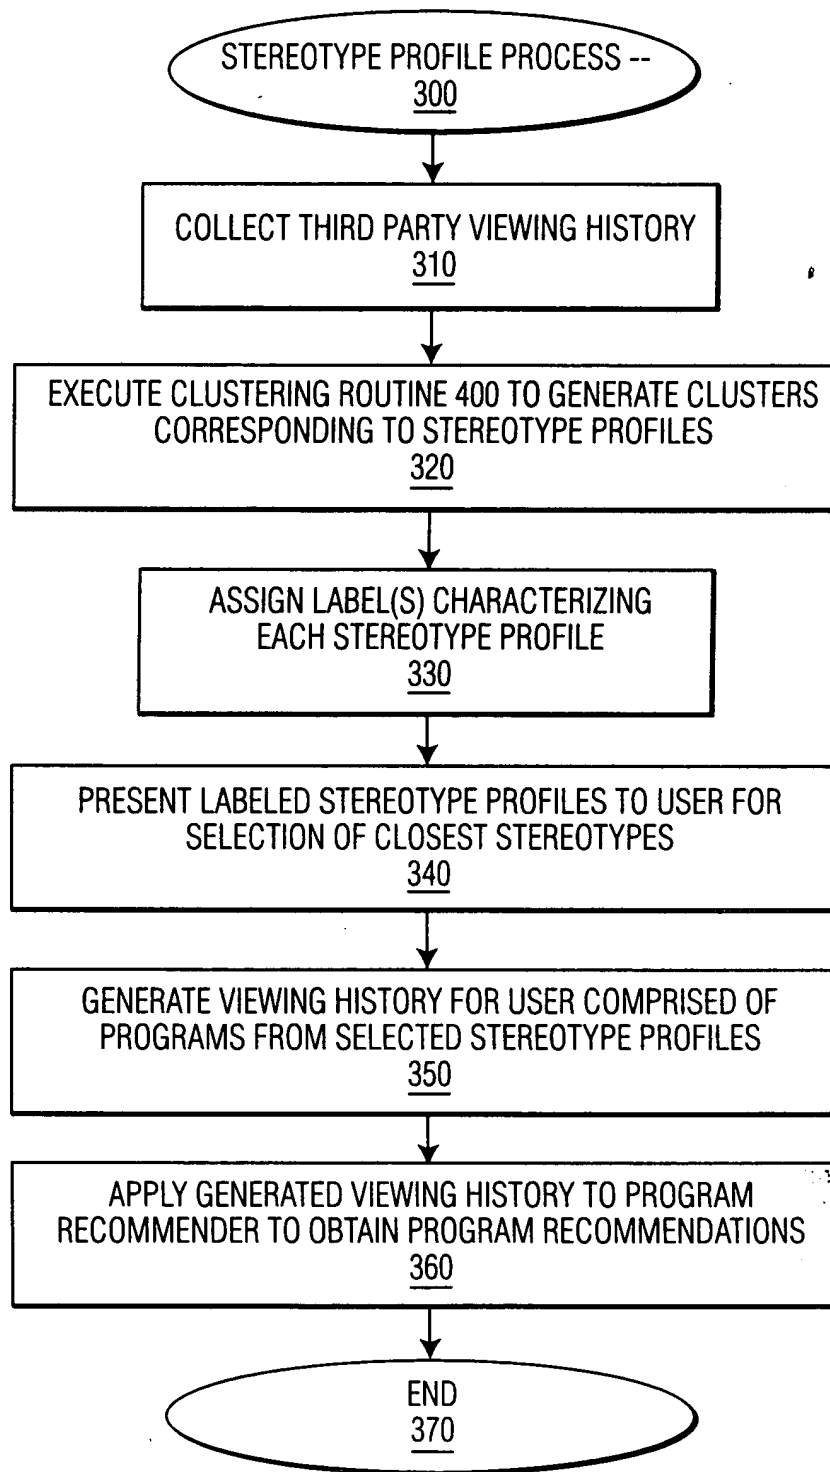 STEREOTYPE PROFILE PROCESS --
300
COLLECT THIRD PARTY VIEWING HISTORY
310
EXECUTE CLUSTERING ROUTINE 400 TO GENERATE CLUSTERS
CORRESPONDING TO STEREOTYPE PROFILES
320
ASSIGN LABEL(S) CHARACTERIZING
EACH STEREOTYPE PROFILE
330
PRESENT LABELED STEREOTYPE PROFILES TO USER FOR
SELECTION OF CLOSEST STEREOTYPES
340
GENERATE VIEWING HISTORY FOR USER COMPRISED OF
PROGRAMS FROM SELECTED STEREOTYPE PROFILES
350
APPLY GENERATED VIEWING HISTORY TO PROGRAM
RECOMMENDER TO OBTAIN PROGRAM RECOMMENDATIONS
360
END
370